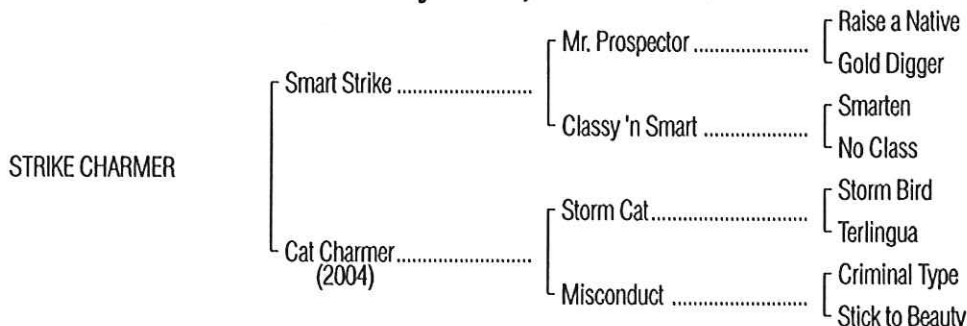 Raise a Native
Mr. Prospector
Gold Digger
Smart Strike
Smarten
Classy 'n Smart
No Class
STRIKE CHARMER
Storm Bird
Storm Cat
Terlingua
Cat Charmer
(2004)
Criminal Type
Misconduct
Stick to Beauty